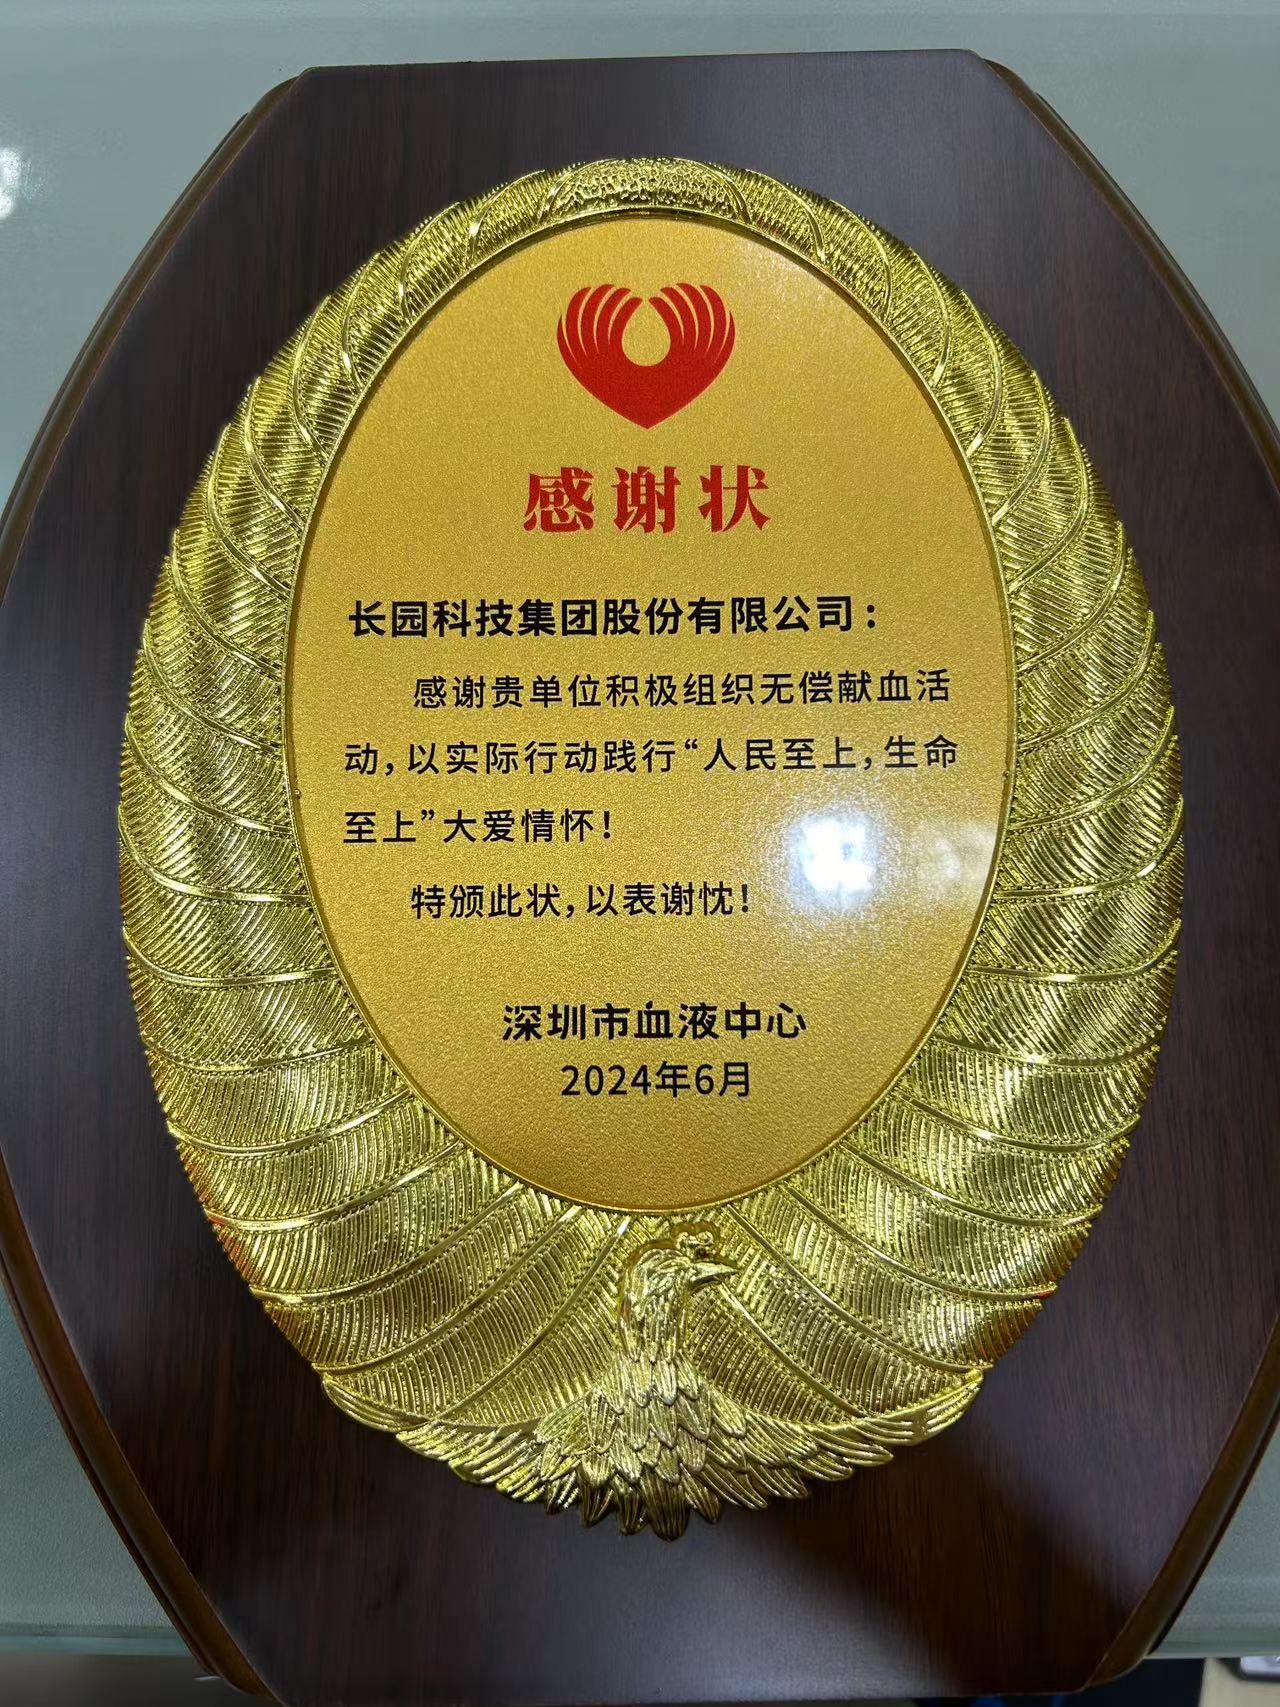 感谢状
长园科技集团股份有限公司：
感谢贵单位积极组织无偿献血活
动，以实际行动践行“人民至上，生命
至上”大爱情怀！
特颁此状，以表谢忱！
深圳市血液中心
2024年6月